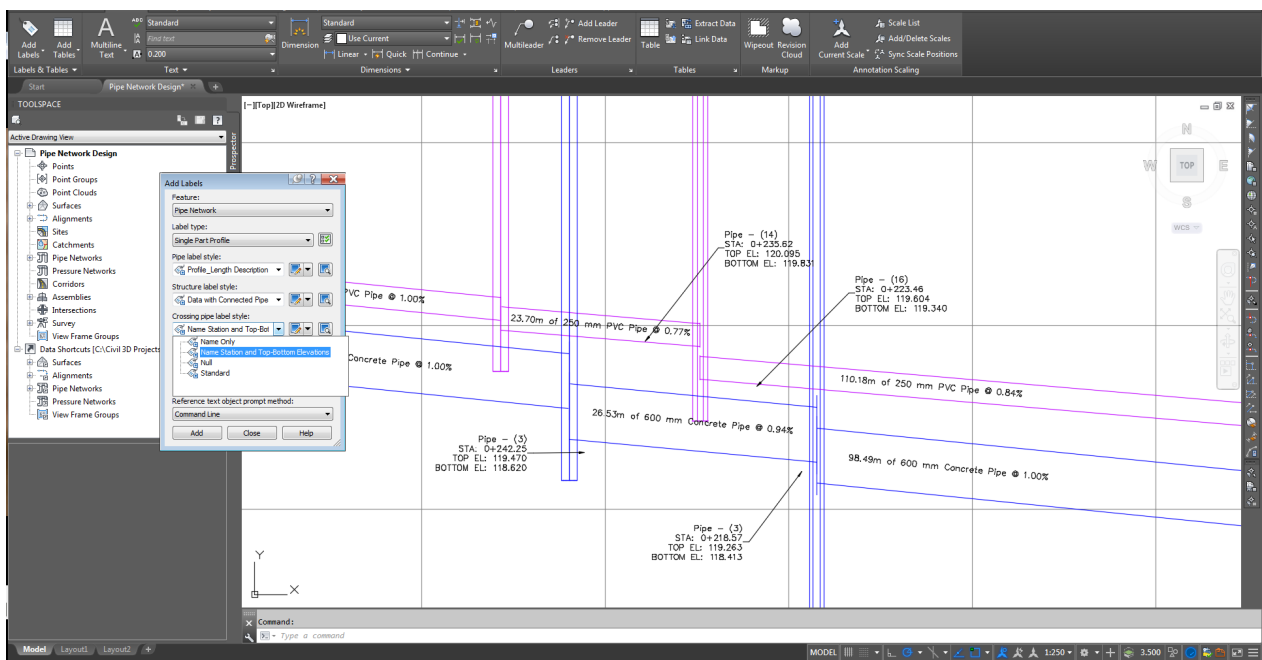 Add Labels
Add Tables
Labels & Tables
A
Multiline Text
ABC
Standard
Find text
0.200
Text
Dimension
Standard
Use Current
Linear
Quick
Continue
Dimensions
Multileader
Add Leader
Remove Leader
Leaders
Table
Extract Data
Link Data
Tables
Wipeout
Revision Cloud
Markup
Add Current Scale
Scale List
Add/Delete Scales
Sync Scale Positions
Annotation Scaling
Start
Pipe Network Design*
TOOLSPACE
Active Drawing View
Prospector
Pipe Network Design
Points
Point Groups
Point Clouds
Surfaces
Alignments
Sites
Catchments
Pipe Networks
Pressure Networks
Corridors
Assemblies
Intersections
Survey
View Frame Groups
Data Shortcuts [C:\Civil 3D Projects
Surfaces
Alignments
Pipe Networks
Pressure Networks
View Frame Groups
Add Labels
Feature:
Pipe Network
Label type:
Single Part Profile
Pipe label style:
Profile_Length Description
Structure label style:
Data with Connected Pipe
Crossing pipe label style:
Name Station and Top-Bot
Name Only
Name Station and Top-Bottom Elevations
Null
Standard
Reference text object prompt method:
Command Line
Add
Close
Help
[-][Top][2D Wireframe]
N
W
TOP
E
S
WCS
Pipe - (14)
STA: 0+235.62
TOP EL: 120.095
BOTTOM EL: 119.831
Pipe - (16)
STA: 0+223.46
TOP EL: 119.604
BOTTOM EL: 119.340
PVC Pipe @ 1.00%
23.70m of 250 mm PVC Pipe @ 0.77%
Concrete Pipe @ 1.00%
110.18m of 250 mm PVC Pipe @ 0.84%
26.53m of 600 mm Concrete Pipe @ 0.94%
Pipe - (3)
STA: 0+242.25
TOP EL: 119.470
BOTTOM EL: 118.620
98.49m of 600 mm Concrete Pipe @ 1.00%
Pipe - (3)
STA: 0+218.57
TOP EL: 119.263
BOTTOM EL: 118.413
Y
X
Command:
Type a command
Model
Layout1
Layout2
MODEL
1:250
3.500